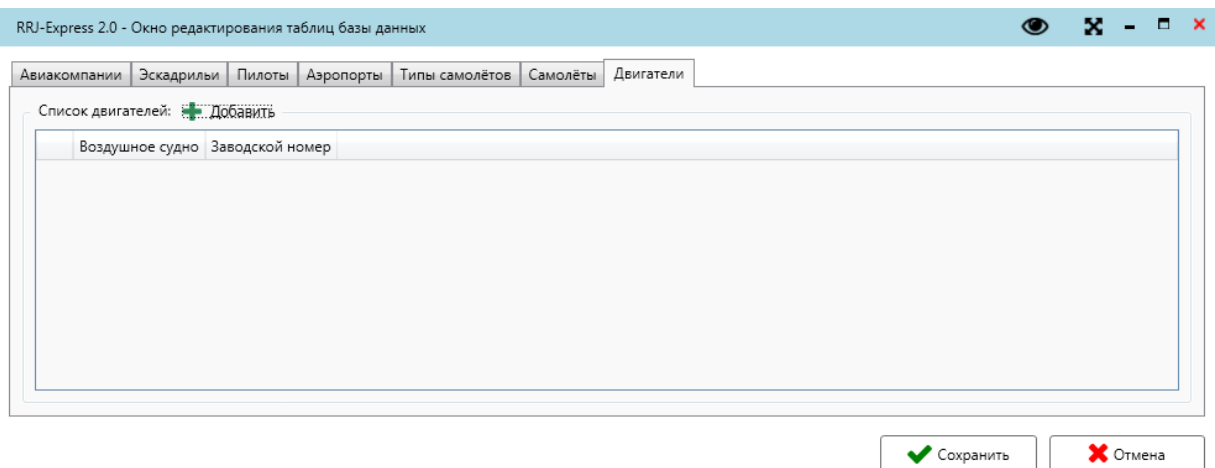 RRJ-Express 2.0 - Окно редактирования таблиц базы данных
Авиакомпании Эскадрильи Пилоты Аэропорты Типы самолётов Самолёты Двигатели
Список двигателей: Добавить
Воздушное судно Заводской номер
Сохранить Отмена